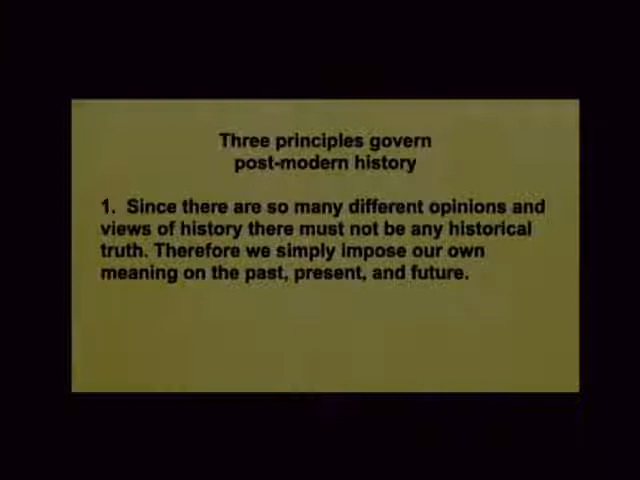 Three principles govern
post-modern history
1. Since there are so many different opinions and
views of history there must not be any historical
truth. Therefore we simply impose our own
meaning on the past, present, and future.